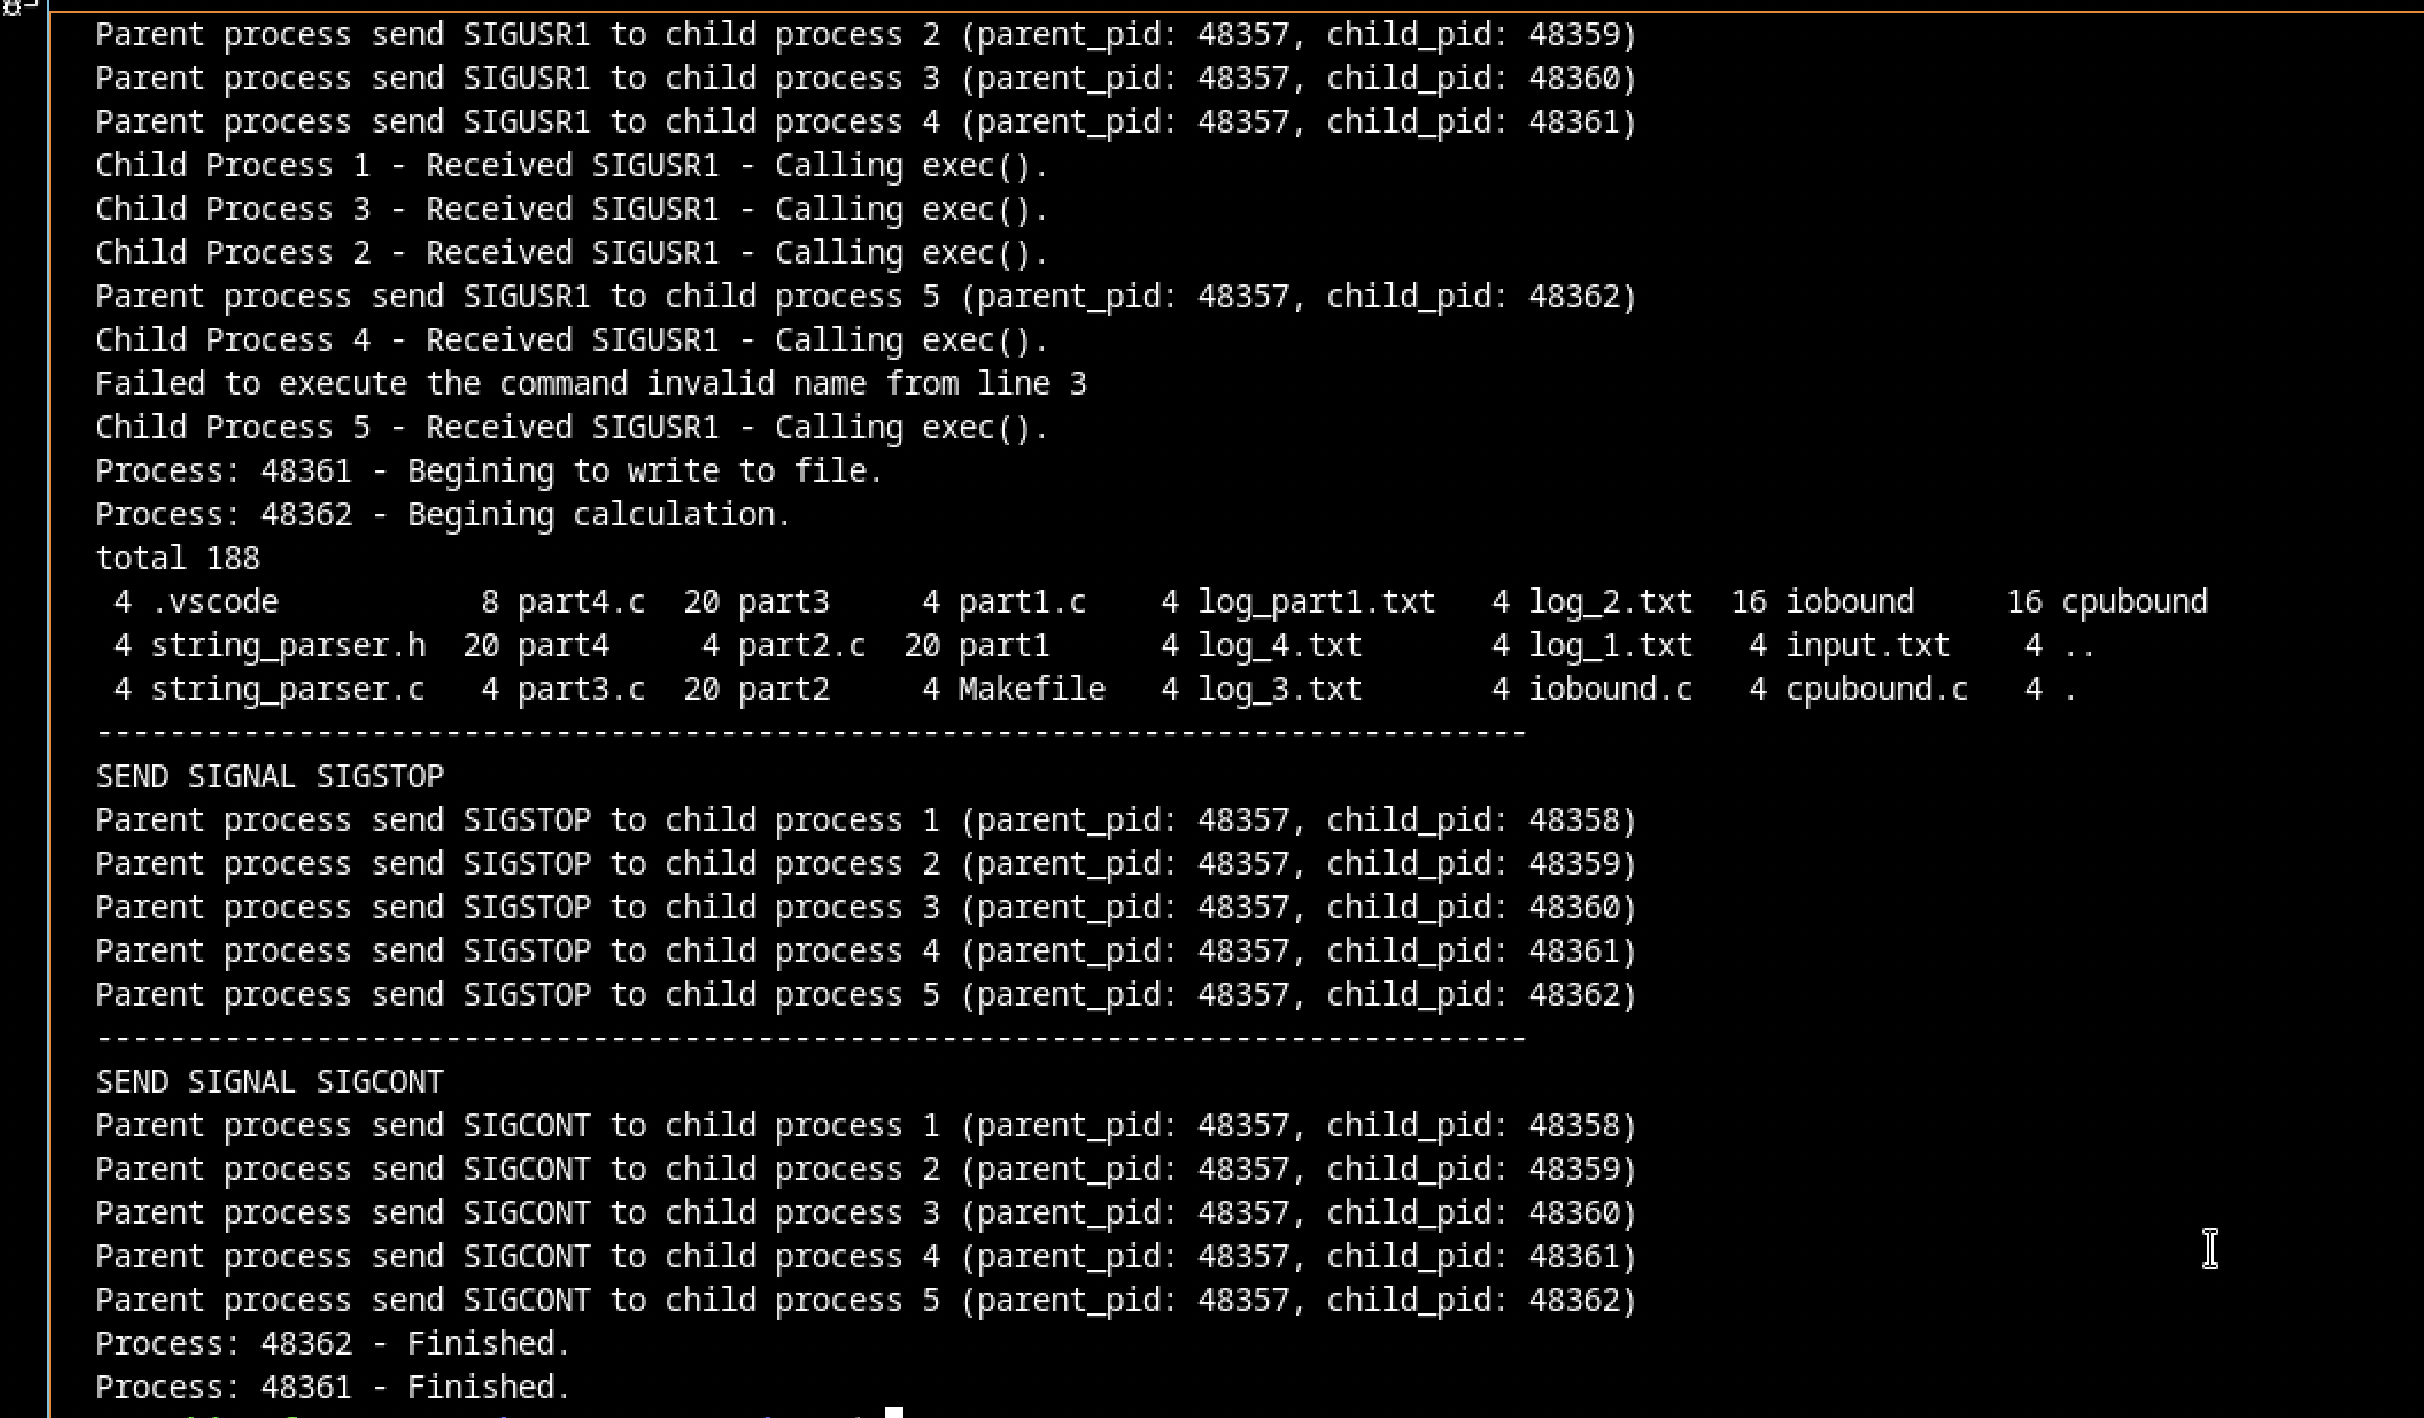 Parent process send SIGUSR1 to child process 2 (parent_pid: 48357, child_pid: 48359)
Parent process send SIGUSR1 to child process 3 (parent_pid: 48357, child_pid: 48360)
Parent process send SIGUSR1 to child process 4 (parent_pid: 48357, child_pid: 48361)
Child Process 1 - Received SIGUSR1 - Calling exec().
Child Process 3 - Received SIGUSR1 - Calling exec().
Child Process 2 - Received SIGUSR1 - Calling exec().
Parent process send SIGUSR1 to child process 5 (parent_pid: 48357, child_pid: 48362)
Child Process 4 - Received SIGUSR1 - Calling exec().
Failed to execute the command invalid name from line 3
Child Process 5 - Received SIGUSR1 - Calling exec().
Process: 48361 - Begining to write to file.
Process: 48362 - Begining calculation.
total 188
 4 .vscode           8 part4.c  20 part3     4 part1.c    4 log_part1.txt   4 log_2.txt  16 iobound     16 cpubound
 4 string_parser.h  20 part4     4 part2.c  20 part1      4 log_4.txt       4 log_1.txt   4 input.txt    4 ..
 4 string_parser.c   4 part3.c  20 part2     4 Makefile   4 log_3.txt       4 iobound.c   4 cpubound.c   4 .
------------------------------------------------------------------------------
SEND SIGNAL SIGSTOP
Parent process send SIGSTOP to child process 1 (parent_pid: 48357, child_pid: 48358)
Parent process send SIGSTOP to child process 2 (parent_pid: 48357, child_pid: 48359)
Parent process send SIGSTOP to child process 3 (parent_pid: 48357, child_pid: 48360)
Parent process send SIGSTOP to child process 4 (parent_pid: 48357, child_pid: 48361)
Parent process send SIGSTOP to child process 5 (parent_pid: 48357, child_pid: 48362)
------------------------------------------------------------------------------
SEND SIGNAL SIGCONT
Parent process send SIGCONT to child process 1 (parent_pid: 48357, child_pid: 48358)
Parent process send SIGCONT to child process 2 (parent_pid: 48357, child_pid: 48359)
Parent process send SIGCONT to child process 3 (parent_pid: 48357, child_pid: 48360)
Parent process send SIGCONT to child process 4 (parent_pid: 48357, child_pid: 48361)
Parent process send SIGCONT to child process 5 (parent_pid: 48357, child_pid: 48362)
Process: 48362 - Finished.
Process: 48361 - Finished.